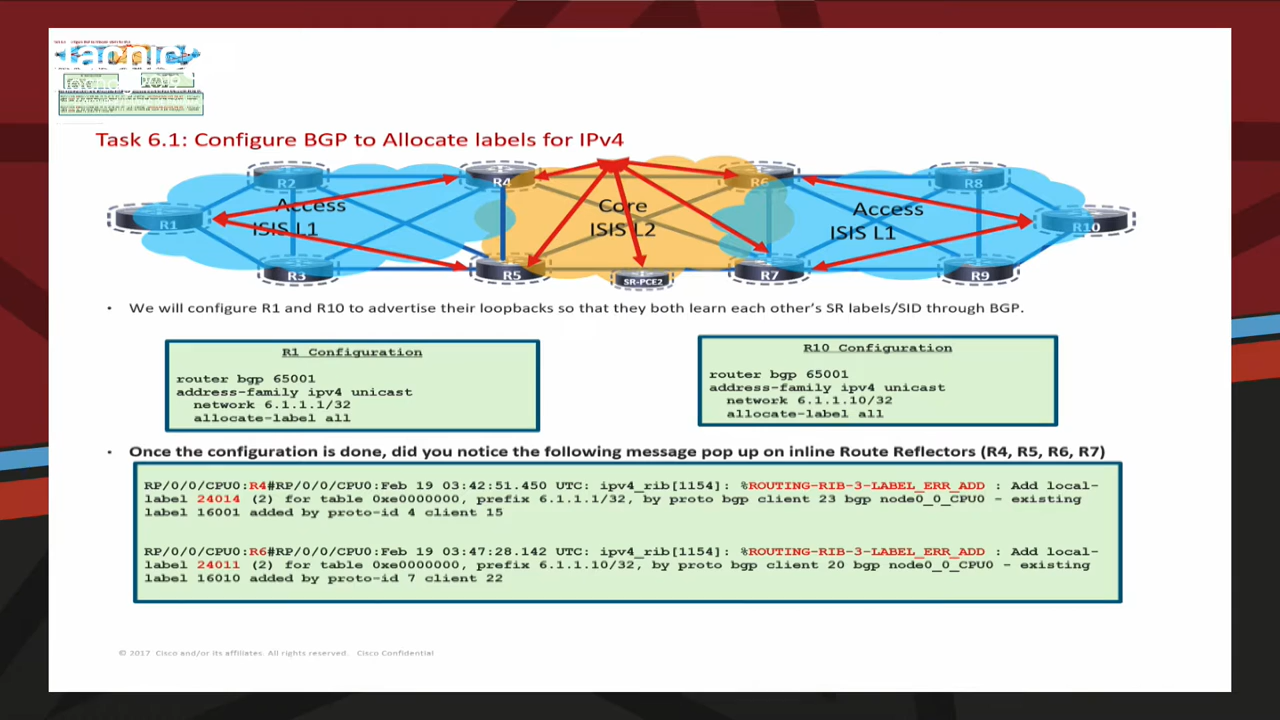 Task 6.1: Configure BGP to Allocate labels for IPv4
R2
R4
R6
R8
Access
ISIS L1
Core
ISIS L2
Access
ISIS L1
R1
R10
R3
R5
SR-PCE2
R7
R9
• We will configure R1 and R10 to advertise their loopbacks so that they both learn each other's SR labels/SID through BGP.
R1 Configuration
router bgp 65001
address-family ipv4 unicast
network 6.1.1.1/32
allocate-label all
R10 Configuration
router bgp 65001
address-family ipv4 unicast
network 6.1.1.10/32
allocate-label all
• Once the configuration is done, did you notice the following message pop up on inline Route Reflectors (R4, R5, R6, R7)
RP/0/0/CPU0:R4#RP/0/0/CPU0:Feb 19 03:42:51.450 UTC: ipv4_rib[1154]: %ROUTING-RIB-3-LABEL_ERR_ADD : Add local-
label 24014 (2) for table 0xe0000000, prefix 6.1.1.1/32, by proto bgp client 23 bgp node0_0_CPU0 - existing
label 16001 added by proto-id 4 client 15
RP/0/0/CPU0:R6#RP/0/0/CPU0:Feb 19 03:47:28.142 UTC: ipv4_rib[1154]: %ROUTING-RIB-3-LABEL_ERR_ADD : Add local-
label 24011 (2) for table 0xe0000000, prefix 6.1.1.10/32, by proto bgp client 20 bgp node0_0_CPU0 - existing
label 16010 added by proto-id 7 client 22
© 2017 Cisco and/or its affiliates. All rights reserved. Cisco Confidential